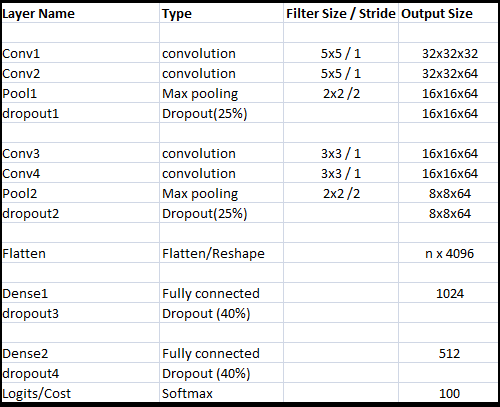 Layer Name Type Filter Size / Stride Output Size
Conv1 convolution 5x5 / 1 32x32x32
Conv2 convolution 5x5 / 1 32x32x64
Pool1 Max pooling 2x2 /2 16x16x64
dropout1 Dropout(25%) 16x16x64
Conv3 convolution 3x3 / 1 16x16x64
Conv4 convolution 3x3 / 1 16x16x64
Pool2 Max pooling 2x2 /2 8x8x64
dropout2 Dropout(25%) 8x8x64
Flatten Flatten/Reshape n x 4096
Dense1 Fully connected 1024
dropout3 Dropout (40%)
Dense2 Fully connected 512
dropout4 Dropout (40%)
Logits/Cost Softmax 100